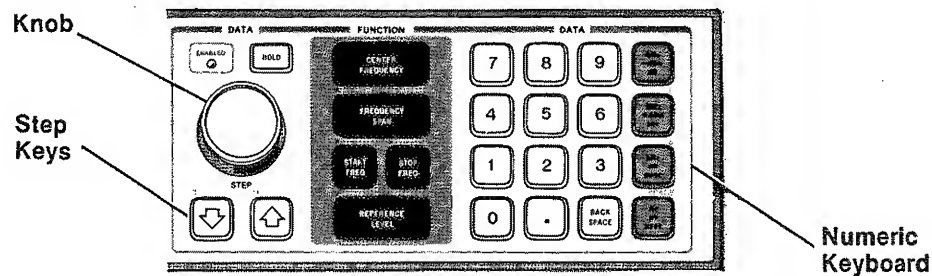 Knob
DATA
FUNCTION
DATA
ENABLED
HOLD
CENTER
FREQUENCY
7
8
9
FREQUENCY
SPAN
4
5
6
Step
Keys
STEP
START
FREQ
STOP
FREQ
1
2
3
REFERENCE
LEVEL
0
.
BACK
SPACE
Numeric
Keyboard